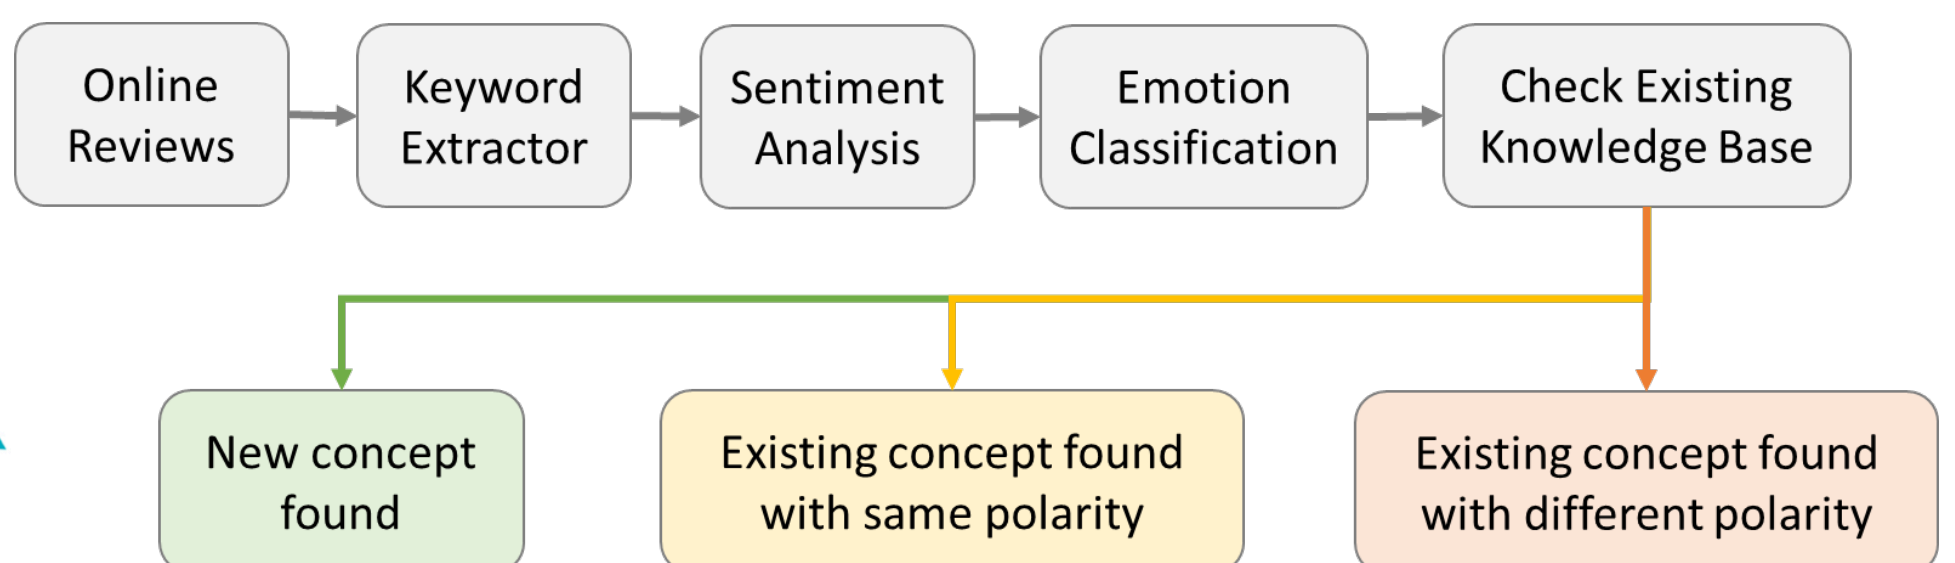 Online
Reviews
Keyword
Extractor
Sentiment
Analysis
Emotion
Classification
Check Existing
Knowledge Base
New concept
found
Existing concept found
with same polarity
Existing concept found
with different polarity